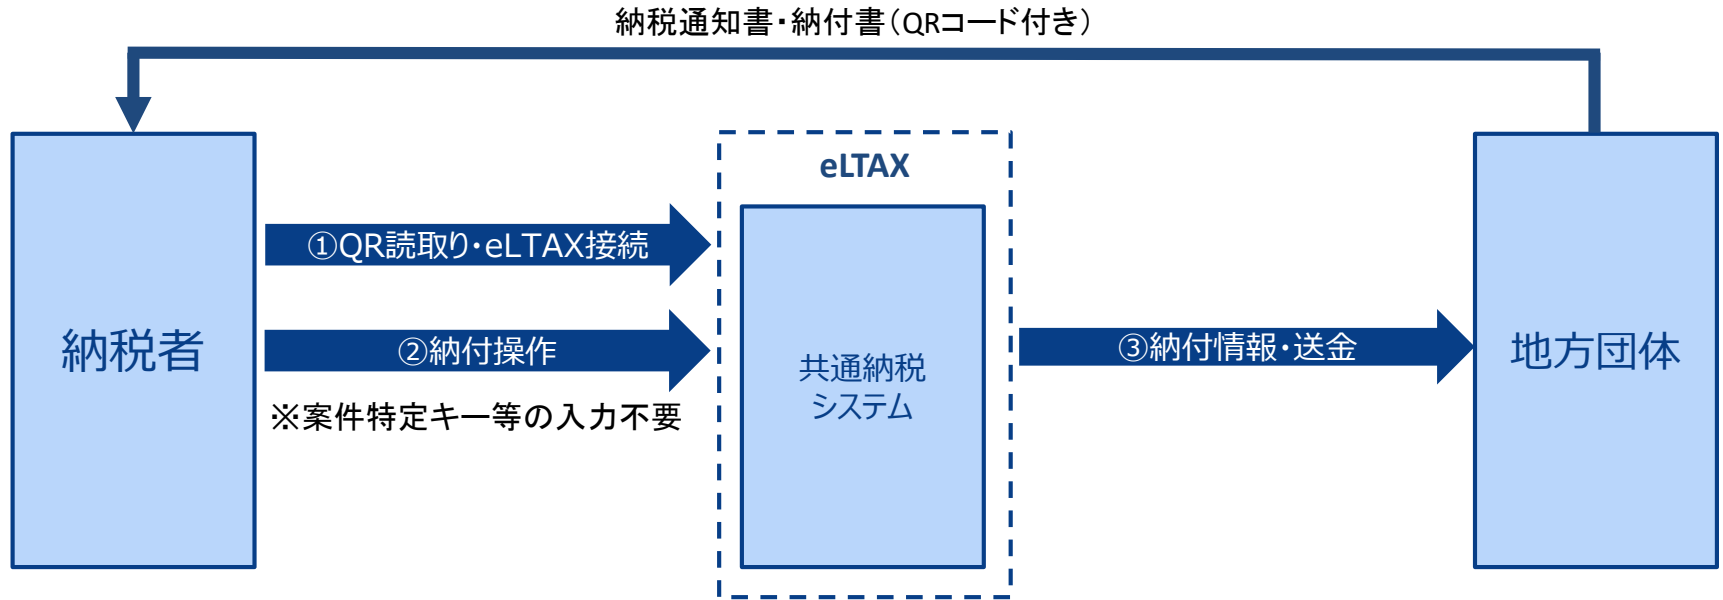 納税通知書・納付書（QRコード付き）
eLTAX
①QR読取り・eLTAX接続
納税者
②納付操作
※案件特定キー等の入力不要
共通納税
システム
③納付情報・送金
地方団体